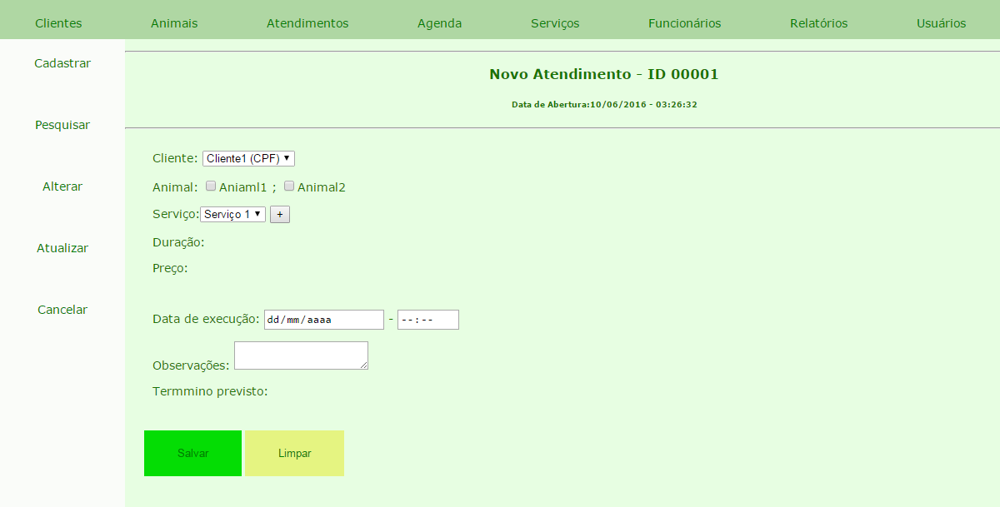 Clientes Animais Atendimentos Agenda Serviços Funcionários Relatórios Usuários
Cadastrar
Pesquisar
Alterar
Atualizar
Cancelar
Novo Atendimento - ID 00001
Data de Abertura:10/06/2016 - 03:26:32
Cliente: Cliente1 (CPF)
Animal: Aniaml1 ; Animal2
Serviço: Serviço 1 +
Duração:
Preço:
Data de execução: dd/mm/aaaa - --:--
Observações:
Termmino previsto:
Salvar Limpar